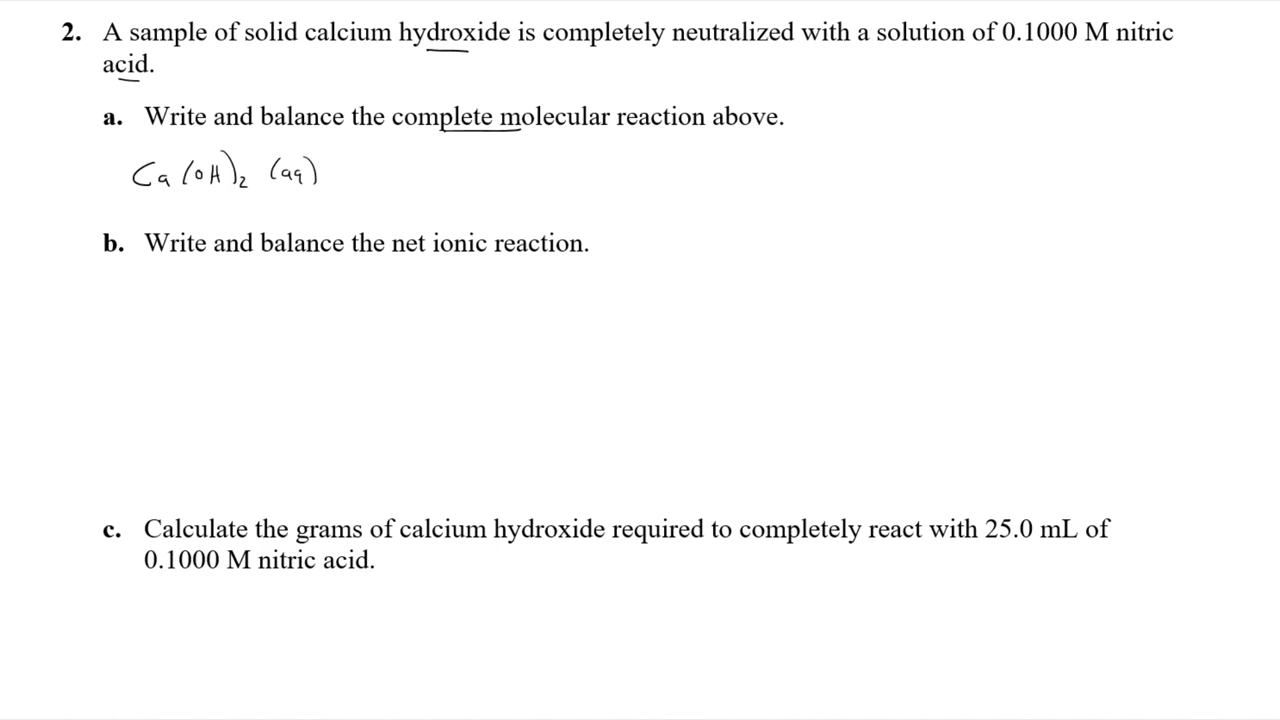 2. A sample of solid calcium hydroxide is completely neutralized with a solution of 0.1000 M nitric
acid.
a. Write and balance the complete molecular reaction above.
Ca(OH)₂ (aq)
b. Write and balance the net ionic reaction.
c. Calculate the grams of calcium hydroxide required to completely react with 25.0 mL of
0.1000 M nitric acid.